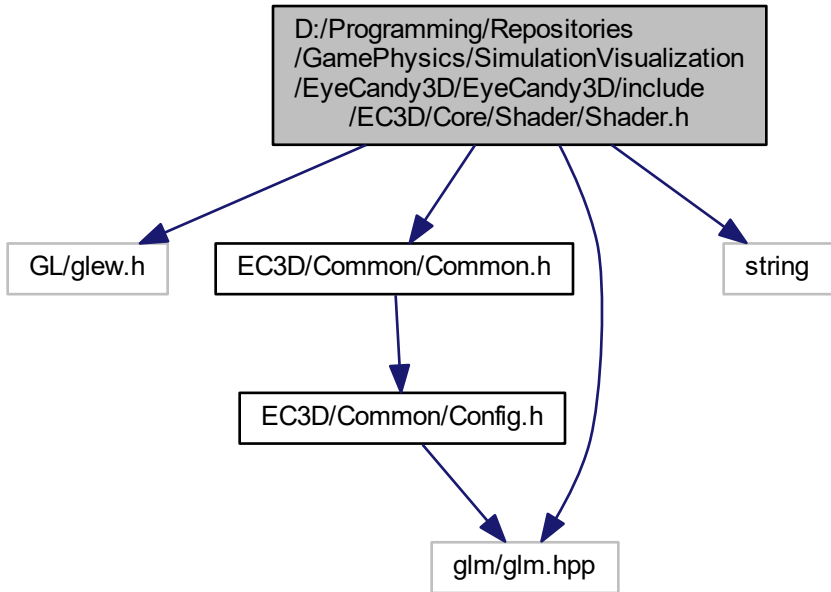 D:/Programming/Repositories
/GamePhysics/SimulationVisualization
/EyeCandy3D/EyeCandy3D/include
/EC3D/Core/Shader/Shader.h
GL/glew.h
EC3D/Common/Common.h
string
EC3D/Common/Config.h
glm/glm.hpp